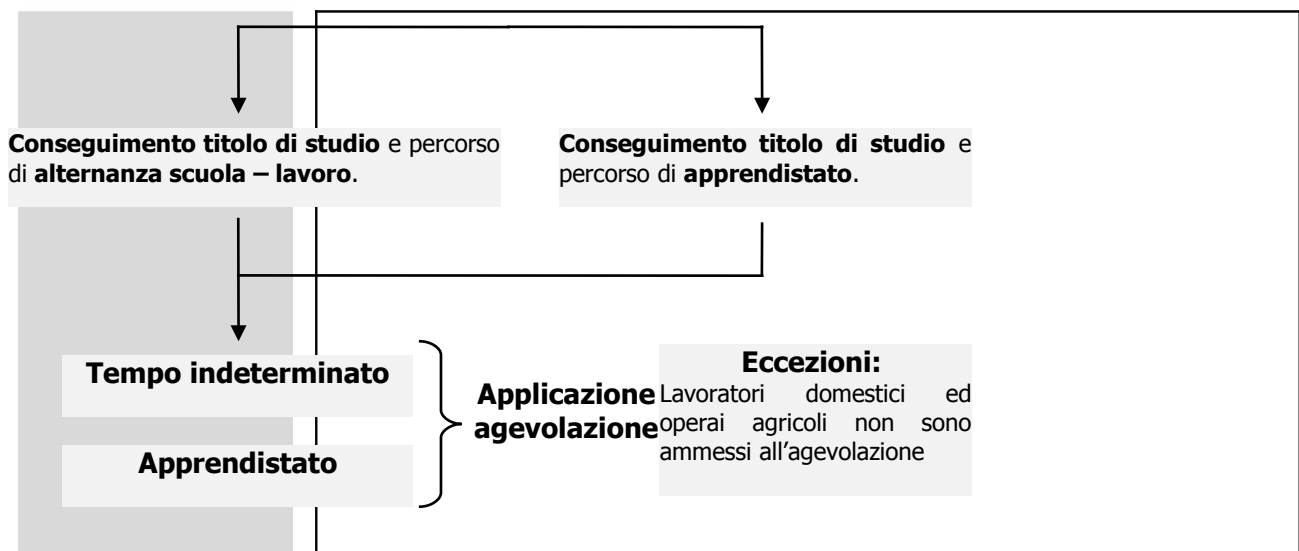 Conseguimento titolo di studio e percorso
di alternanza scuola – lavoro.
Conseguimento titolo di studio e
percorso di apprendistato.
Tempo indeterminato
Apprendistato
Applicazione
agevolazione
Eccezioni:
Lavoratori domestici ed
operai agricoli non sono
ammessi all'agevolazione